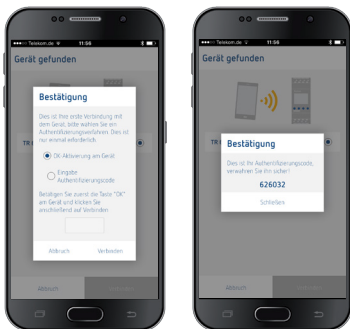 Telekom.de 11:56
Gerät gefunden
Bestätigung
Dies ist Ihre erste Verbindung mit
dem Gerät, bitte wählen Sie ein
Authentifizierungsverfahren. Dies ist
nur einmal erforderlich
OK-Aktivierung am Gerät
Eingabe
Authentifizierungscode
Betätigen Sie zuerst die Taste "OK"
am Gerät und klicken Sie
anschließend auf Verbinden
Abbruch Verbinden
TR
Abbruch
Telekom.de 11:56
Gerät gefunden
TR
Bestätigung
Dies ist Ihr Authentifizierungscode,
verwahren Sie ihn sicher!
626032
Schließen
Abbruch